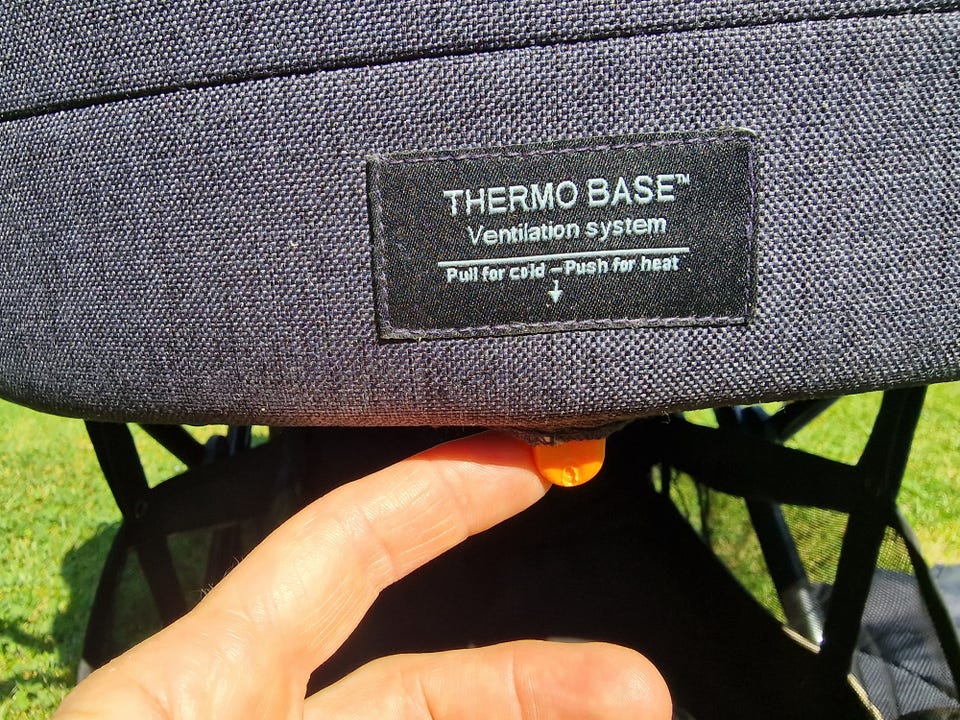 THERMO BASE™
Ventilation system
Pull for cold – Push for heat